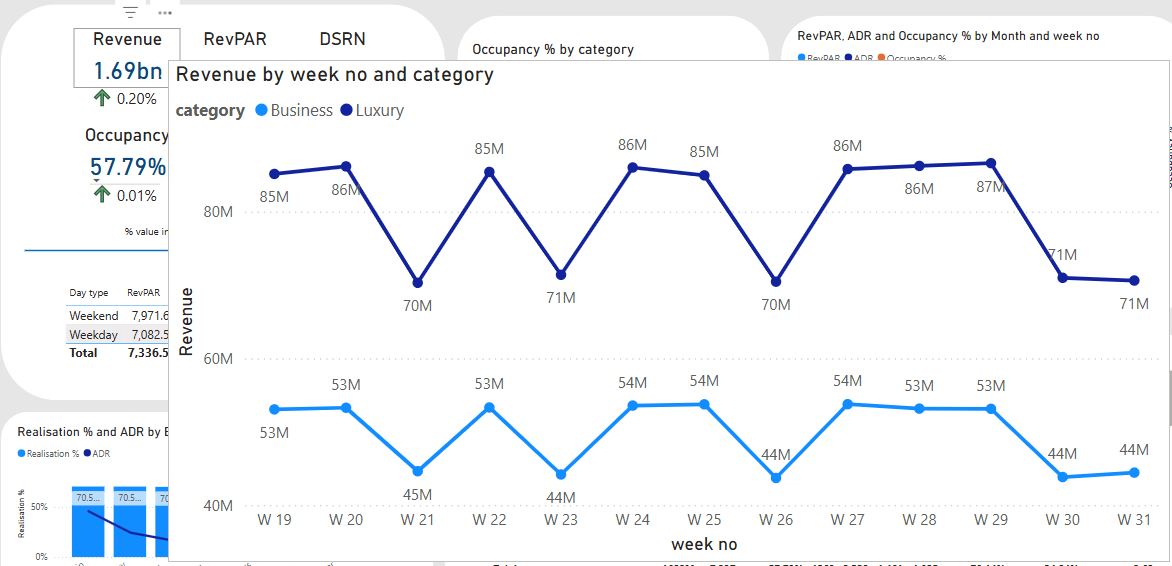 Revenue RevPAR DSRN
1.69bn
0.20%
Occupancy
57.79%
0.01%
% value in
Day type RevPAR
Weekend 7,971.6
Weekday 7,082.5
Total 7,336.5
Realisation % and ADR by
Realisation % ADR
Realisation %
50%
0%
70.5... 70.5... 70
Occupancy % by category
RevPAR, ADR and Occupancy % by Month and week no
RevPAR ADR Occupancy %
Revenue by week no and category
category Business Luxury
Revenue
80M
60M
40M
85M 86M 70M 85M 71M 86M 85M 70M 86M 86M 87M 71M 71M
53M 53M 45M 53M 44M 54M 54M 44M 54M 53M 53M 44M 44M
W 19 W 20 W 21 W 22 W 23 W 24 W 25 W 26 W 27 W 28 W 29 W 30 W 31
week no